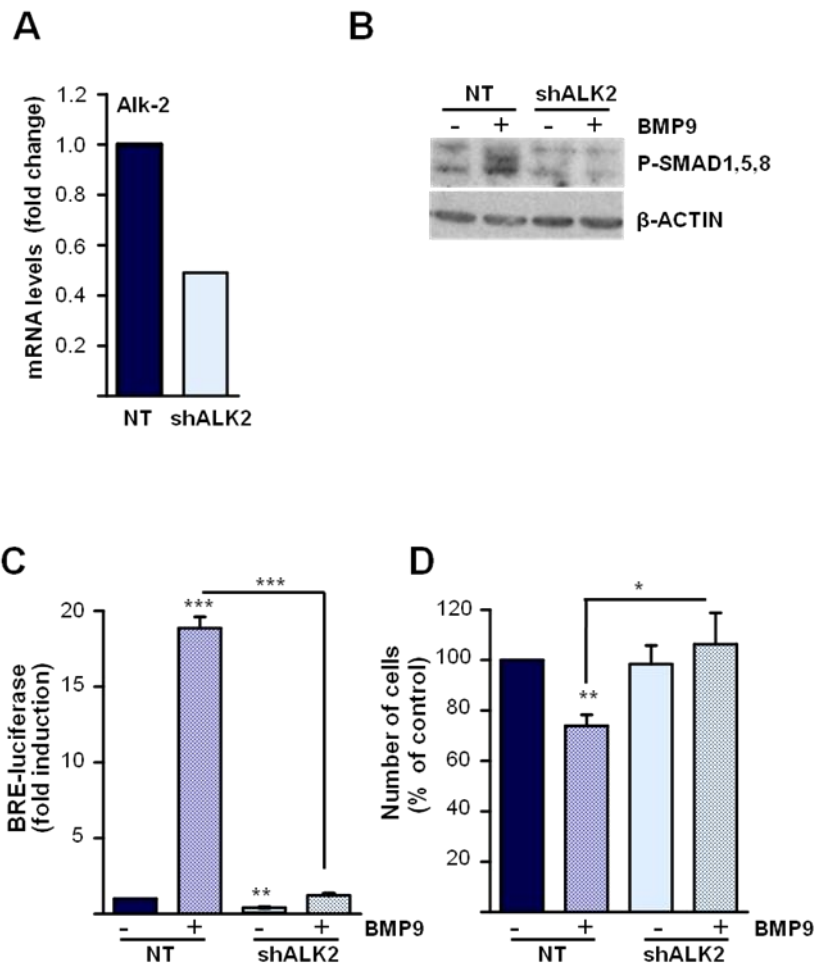 A
B
mRNA levels (fold change)
1.2
1.0
0.8
0.6
0.4
0.2
Alk-2
NT shALK2
NT shALK2
- + - + BMP9
P-SMAD1,5,8
β-ACTIN
C
D
BRE-luciferase
(fold induction)
20
15
10
5
***
***
**
- + - + BMP9
NT shALK2
Number of cells
(% of control)
120
100
80
60
40
20
*
**
- + - + BMP9
NT shALK2